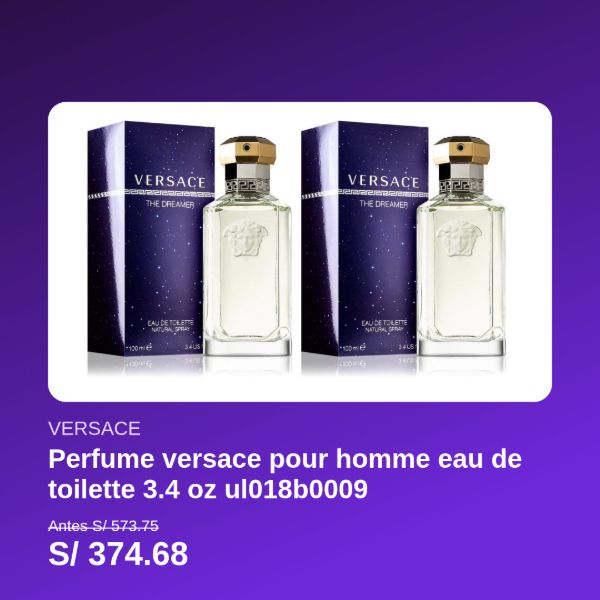 VERSACE
THE DREAMER
EAU DE TOILETTE
NATURAL SPRAY
100 ml e 3.4 US
VERSACE
THE DREAMER
EAU DE TOILETTE
NATURAL SPRAY
100 ml e 3.4 US
VERSACE
Perfume versace pour homme eau de
toilette 3.4 oz ul018b0009
Antes S/ 573.75
S/ 374.68